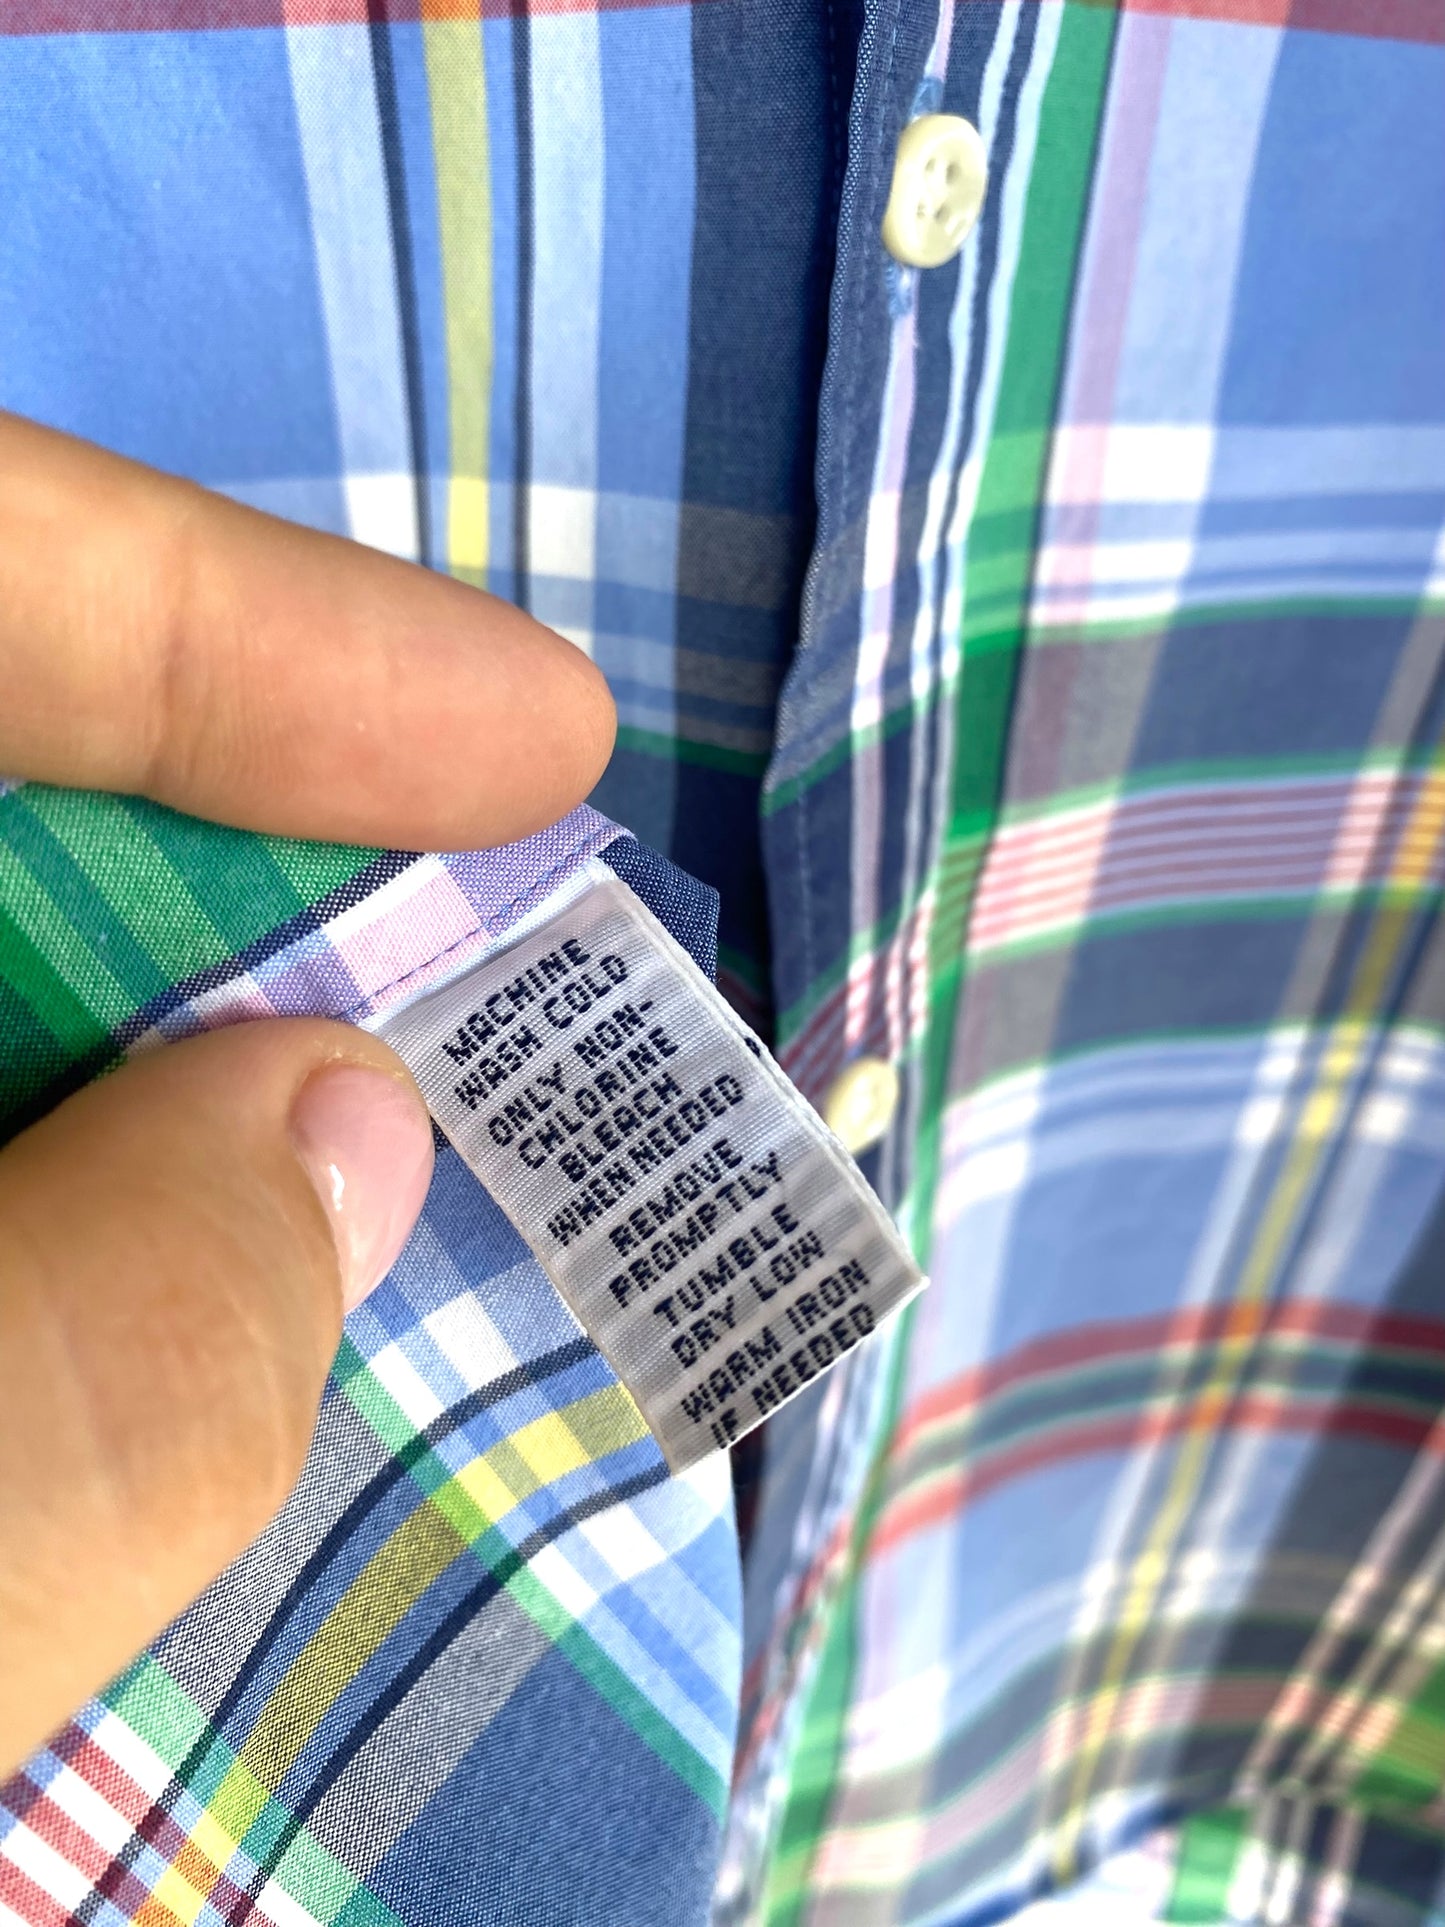 MACHINE
WASH COLD
ONLY NON-
CHLORINE
BLEACH
WHEN NEEDED
REMOVE
PROMPTLY
TUMBLE
DRY LOW
WARM IRON
IF NEEDED